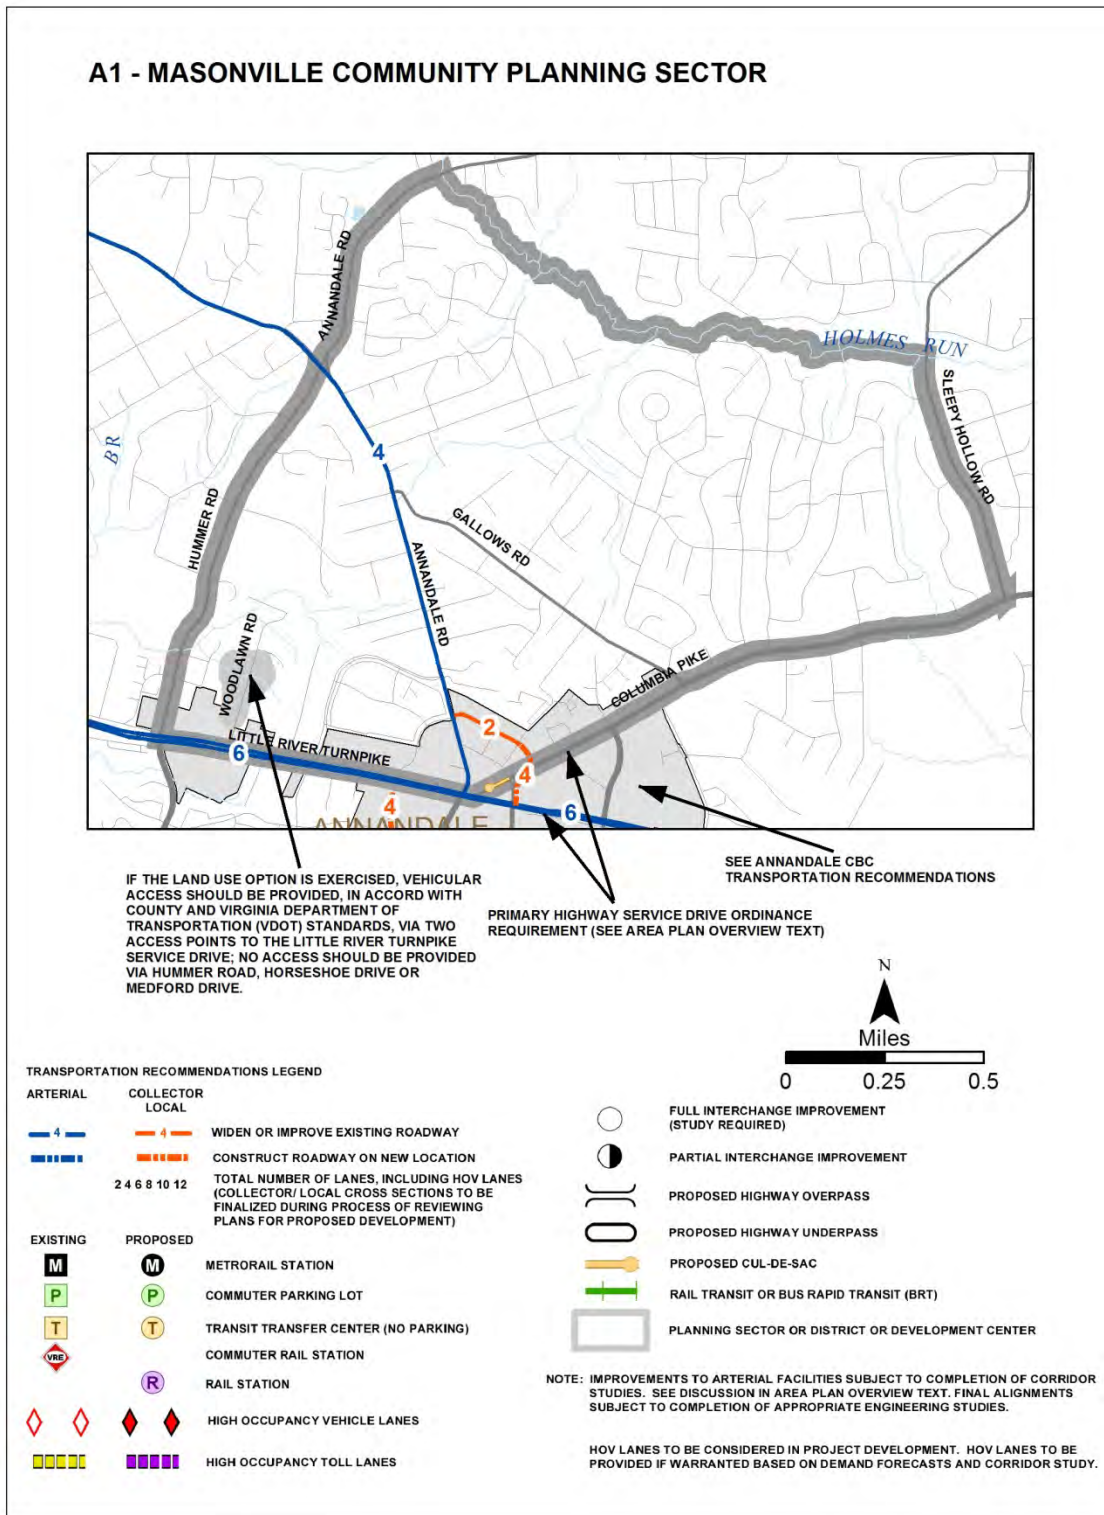 A1 - MASONVILLE COMMUNITY PLANNING SECTOR
ANNANDALE RD
HOLMES RUN
SLEEPY HOLLOW RD
BR
4
HUMMER RD
GALLOWS RD
ANNANDALE RD
WOODLAWN RD
COLUMBIA PIKE
2
LITTLE RIVER TURNPIKE
6
4
4
6
ANNANDALE
IF THE LAND USE OPTION IS EXERCISED, VEHICULAR
ACCESS SHOULD BE PROVIDED, IN ACCORD WITH
COUNTY AND VIRGINIA DEPARTMENT OF
TRANSPORTATION (VDOT) STANDARDS, VIA TWO
ACCESS POINTS TO THE LITTLE RIVER TURNPIKE
SERVICE DRIVE; NO ACCESS SHOULD BE PROVIDED
VIA HUMMER ROAD, HORSESHOE DRIVE OR
MEDFORD DRIVE.
SEE ANNANDALE CBC
TRANSPORTATION RECOMMENDATIONS
PRIMARY HIGHWAY SERVICE DRIVE ORDINANCE
REQUIREMENT (SEE AREA PLAN OVERVIEW TEXT)
N
Miles
0 0.25 0.5
TRANSPORTATION RECOMMENDATIONS LEGEND
ARTERIAL
COLLECTOR
LOCAL
4 4 WIDEN OR IMPROVE EXISTING ROADWAY
CONSTRUCT ROADWAY ON NEW LOCATION
2 4 6 8 10 12 TOTAL NUMBER OF LANES, INCLUDING HOV LANES
(COLLECTOR/ LOCAL CROSS SECTIONS TO BE
FINALIZED DURING PROCESS OF REVIEWING
PLANS FOR PROPOSED DEVELOPMENT)
EXISTING PROPOSED
M M METRORAIL STATION
P P COMMUTER PARKING LOT
T T TRANSIT TRANSFER CENTER (NO PARKING)
VRE COMMUTER RAIL STATION
R RAIL STATION
HIGH OCCUPANCY VEHICLE LANES
HIGH OCCUPANCY TOLL LANES
FULL INTERCHANGE IMPROVEMENT
(STUDY REQUIRED)
PARTIAL INTERCHANGE IMPROVEMENT
PROPOSED HIGHWAY OVERPASS
PROPOSED HIGHWAY UNDERPASS
PROPOSED CUL-DE-SAC
RAIL TRANSIT OR BUS RAPID TRANSIT (BRT)
PLANNING SECTOR OR DISTRICT OR DEVELOPMENT CENTER
NOTE: IMPROVEMENTS TO ARTERIAL FACILITIES SUBJECT TO COMPLETION OF CORRIDOR
STUDIES. SEE DISCUSSION IN AREA PLAN OVERVIEW TEXT. FINAL ALIGNMENTS
SUBJECT TO COMPLETION OF APPROPRIATE ENGINEERING STUDIES.
HOV LANES TO BE CONSIDERED IN PROJECT DEVELOPMENT. HOV LANES TO BE
PROVIDED IF WARRANTED BASED ON DEMAND FORECASTS AND CORRIDOR STUDY.